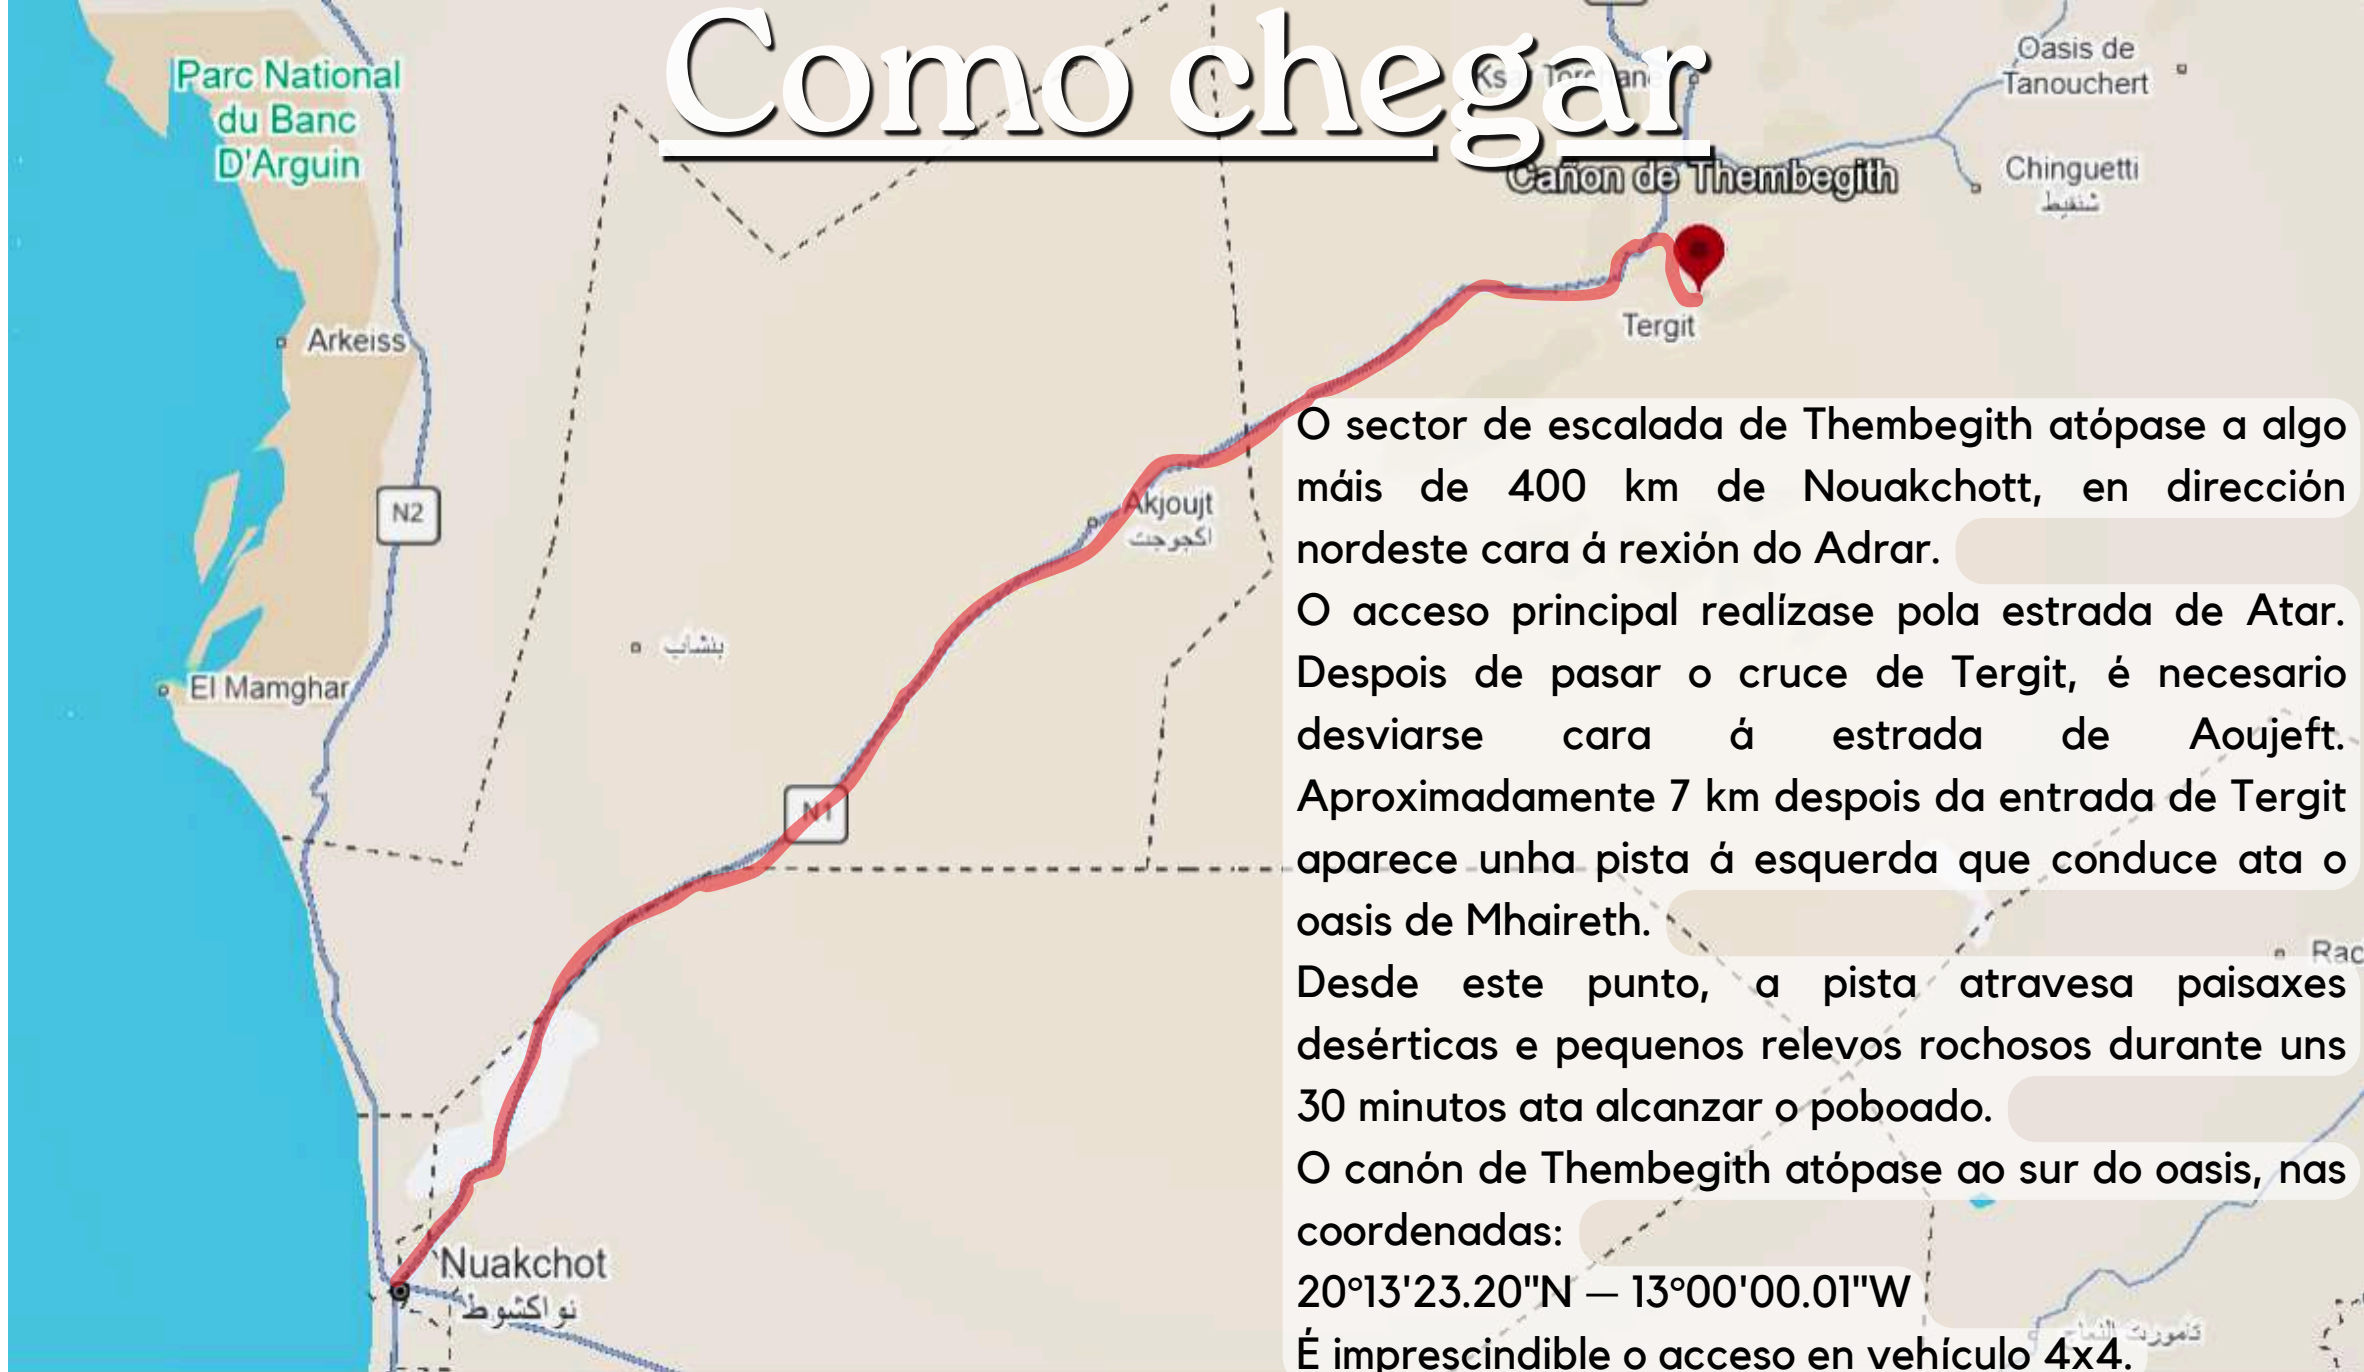 Como chegar
Parc National
du Banc
D'Arguin
Oasis de
Tanouchert
Cañon de Thembegith
Chinguetti
شنقيط
Tergit
Arkeiss
N2
Akjoujt
اكجوجت
بنشاب
El Mamghar
N1
Nuakchot
نواكشوط
O sector de escalada de Thembegith atópase a algo
máis de 400 km de Nouakchott, en dirección
nordeste cara á rexión do Adrar.
O acceso principal realízase pola estrada de Atar.
Despois de pasar o cruce de Tergit, é necesario
desviarse cara á estrada de Aoujeft.
Aproximadamente 7 km despois da entrada de Tergit
aparece unha pista á esquerda que conduce ata o
oasis de Mhaireth.
Desde este punto, a pista atravesa paisaxes
desérticas e pequenos relevos rochosos durante uns
30 minutos ata alcanzar o poboado.
O canón de Thembegith atópase ao sur do oasis, nas
coordenadas:
20°13'23.20"N — 13°00'00.01"W
É imprescindible o acceso en vehículo 4x4.